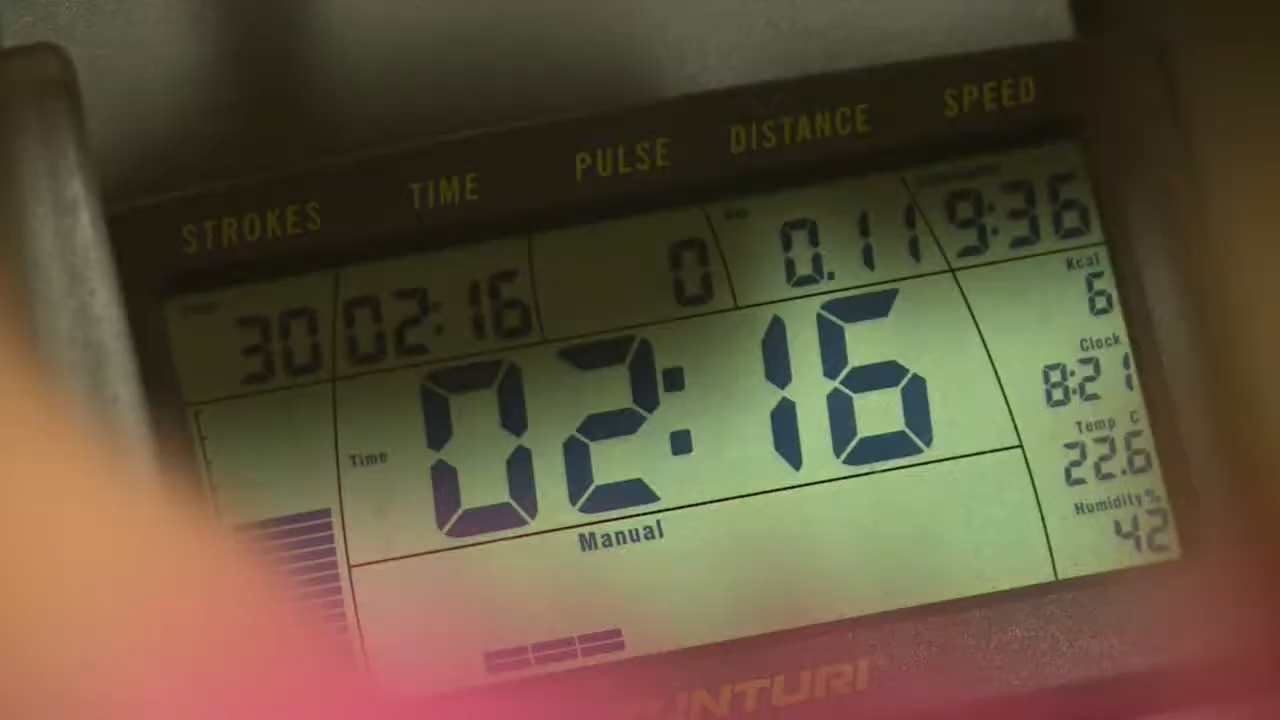 STROKES TIME PULSE DISTANCE SPEED
30 02:16 0 0.11 9:36
Kcal
6
Clock
8:21
Time 02:16
Temp C
22.6
Humidity%
42
Manual
UNTURI